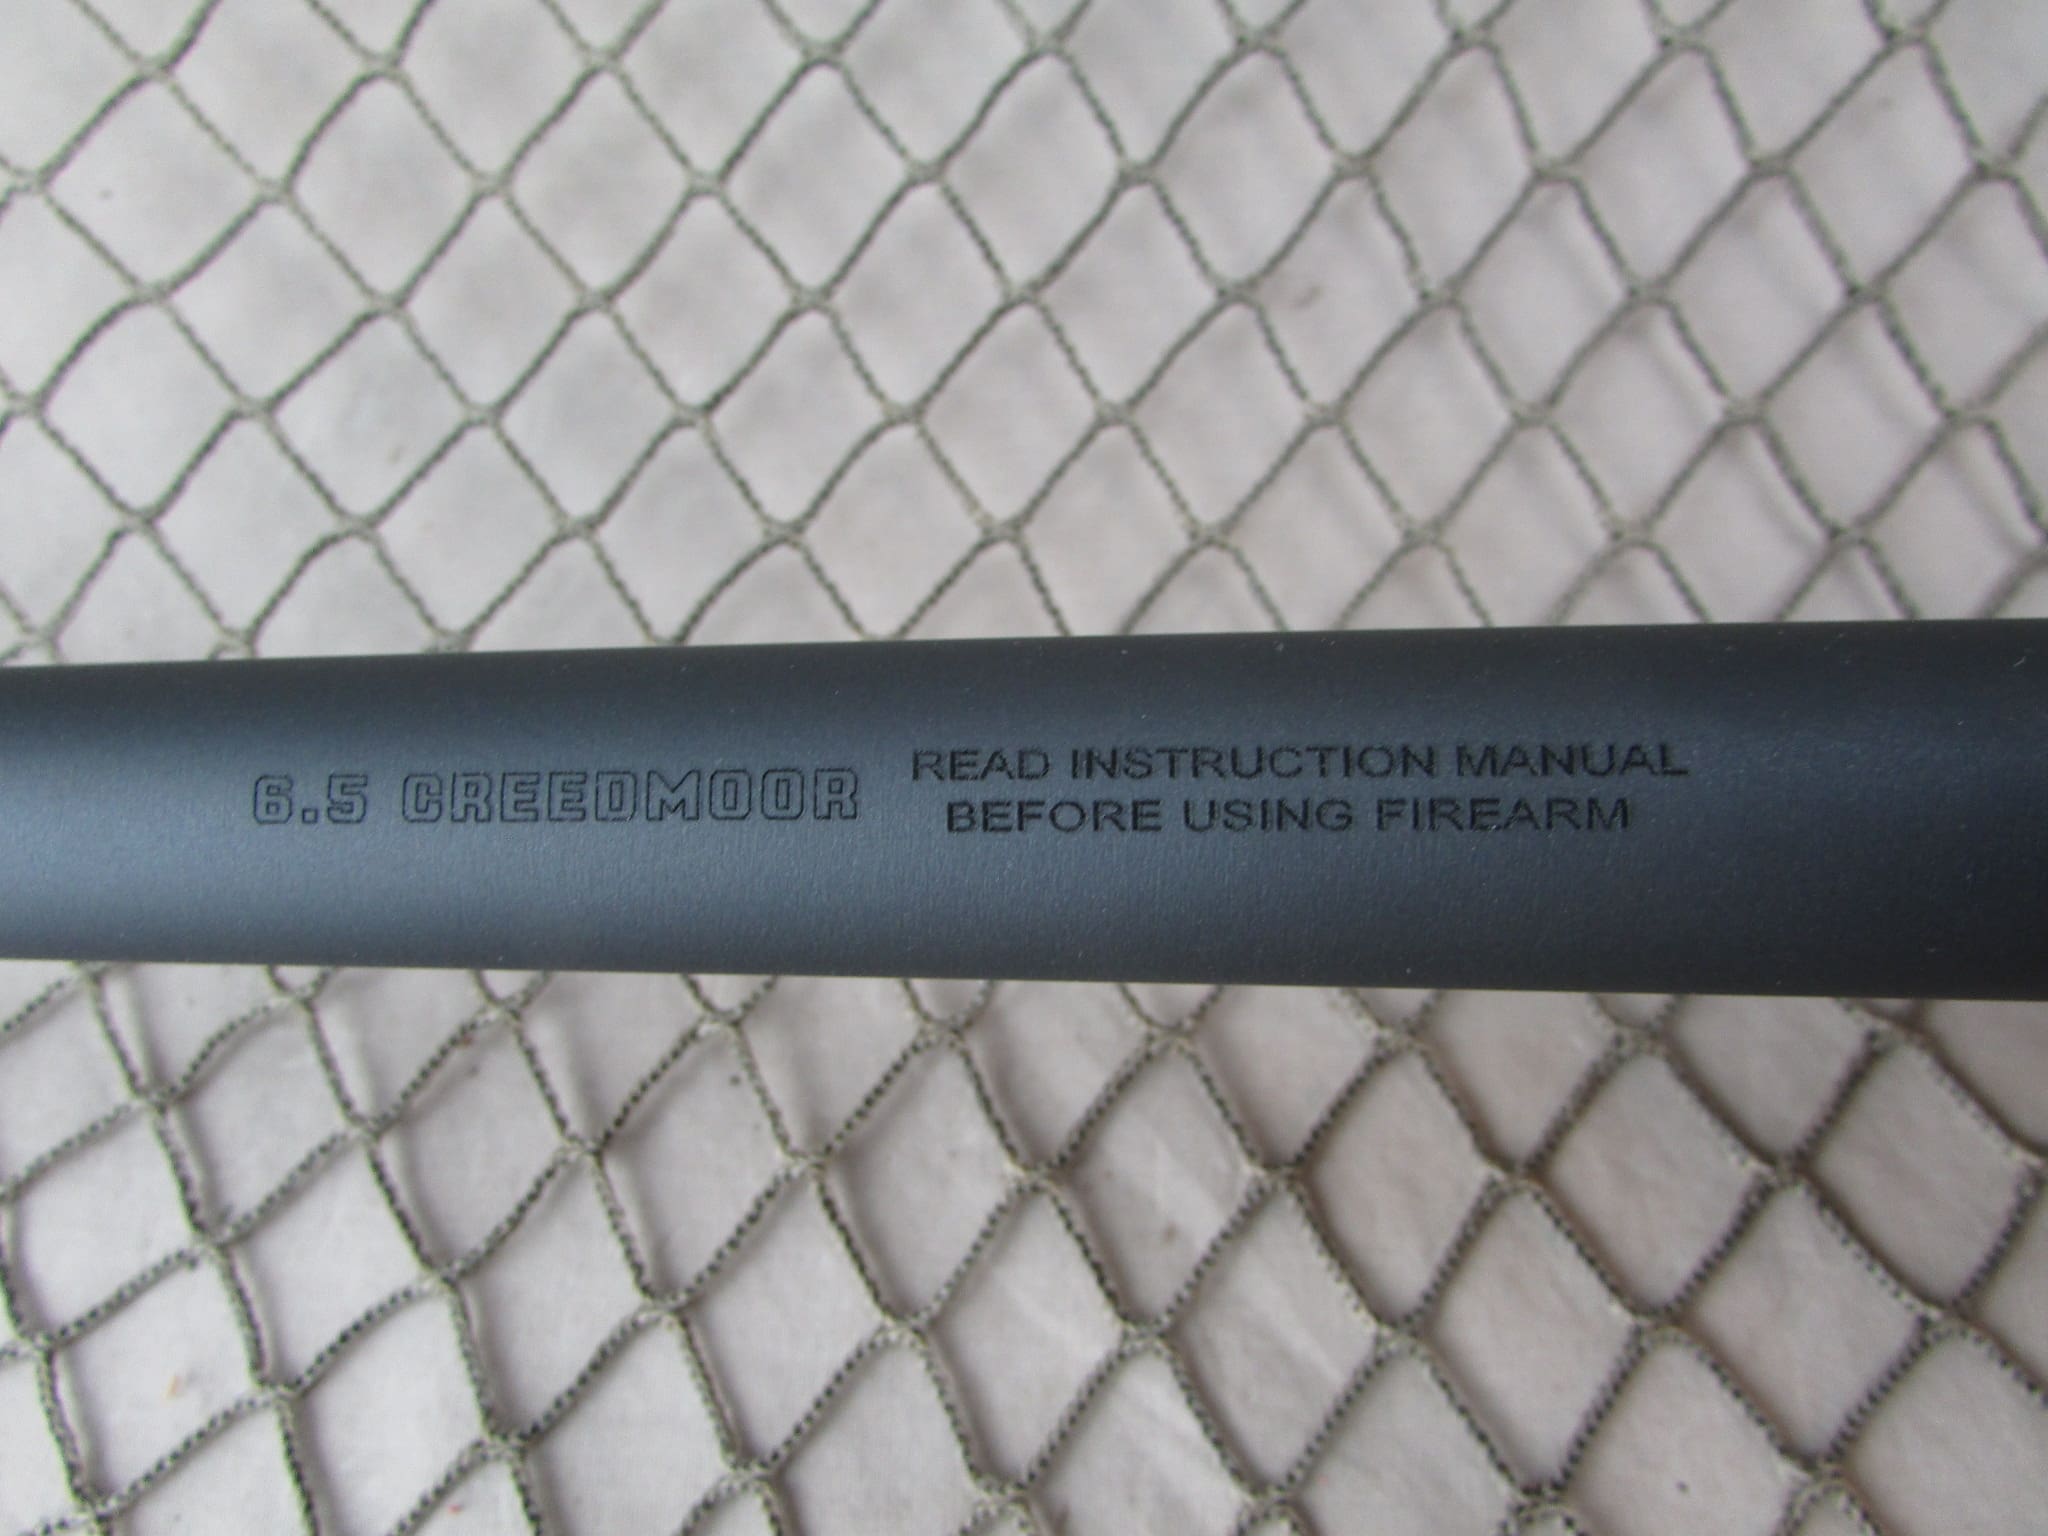 6.5 CREEDMOOR
READ INSTRUCTION MANUAL
BEFORE USING FIREARM